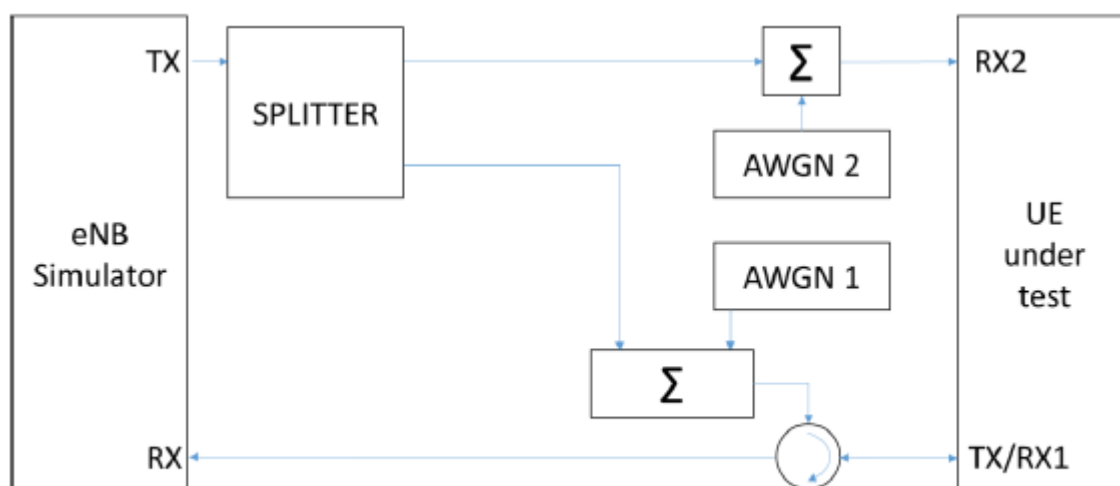 TX
SPLITTER
Σ
RX2
AWGN 2
eNB
Simulator
UE
under
test
AWGN 1
Σ
RX
TX/RX1